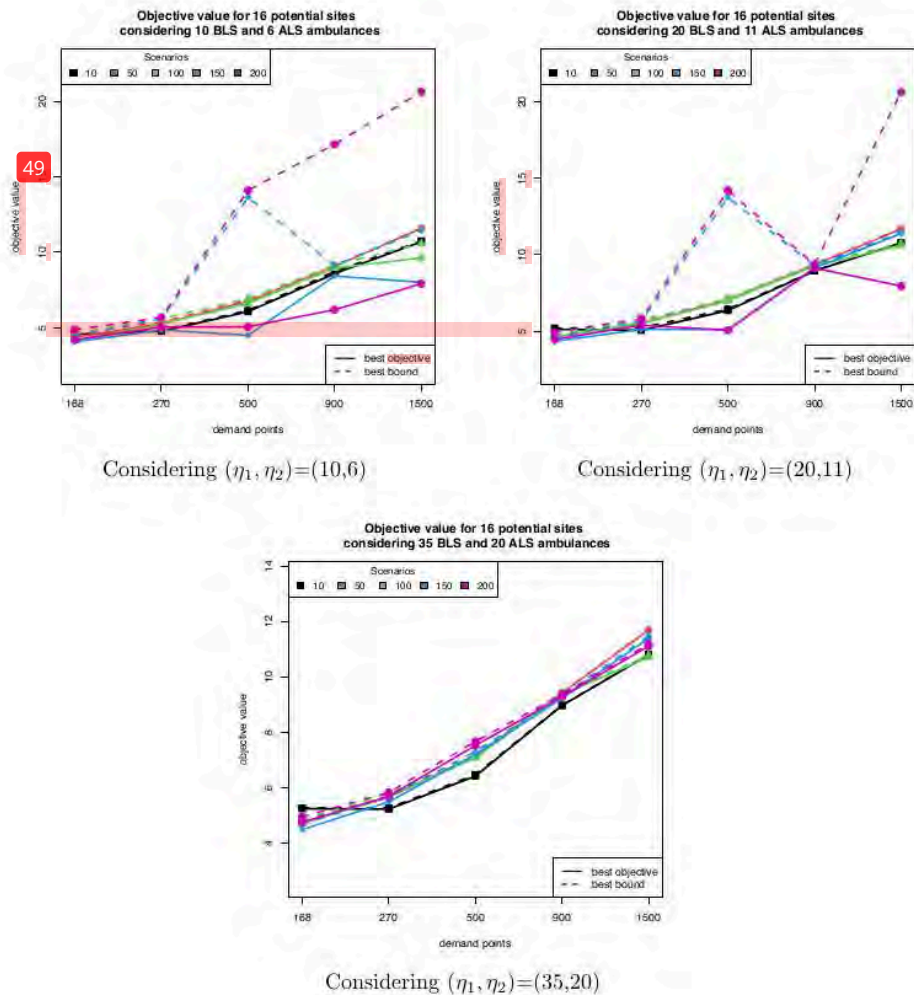 Objective value for 16 potential sites
considering 10 BLS and 6 ALS ambulances
Scenarios
10 50 100 150 200
20
49
10
5
objective value
best objective
best bound
168 270 500 900 1500
demand points
Considering (η₁, η₂)=(10,6)
Objective value for 16 potential sites
considering 20 BLS and 11 ALS ambulances
Scenarios
10 50 100 150 200
20
15
10
5
objective value
best objective
best bound
168 270 500 900 1500
demand points
Considering (η₁, η₂)=(20,11)
Objective value for 16 potential sites
considering 35 BLS and 20 ALS ambulances
Scenarios
10 50 100 150 200
14
12
10
8
6
4
objective value
best objective
best bound
168 270 500 900 1500
demand points
Considering (η₁, η₂)=(35,20)